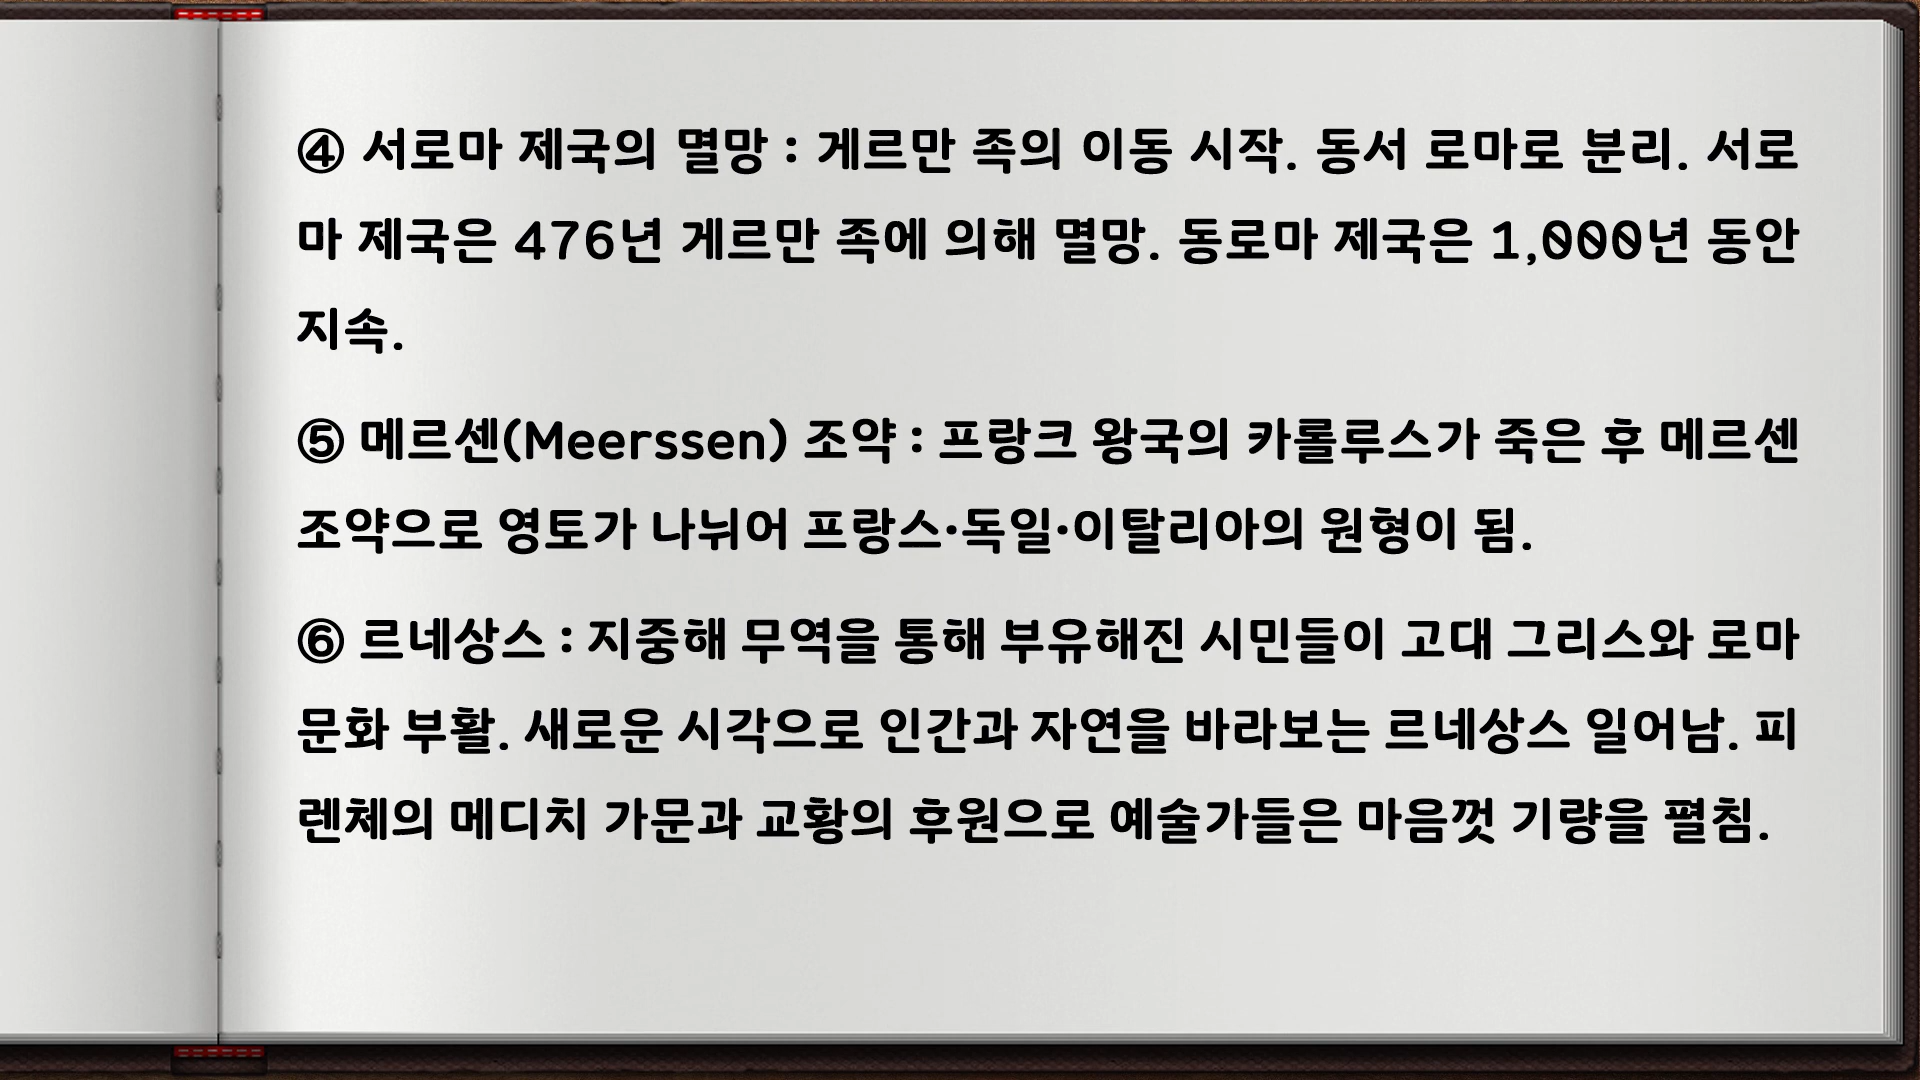 ④ 서로마 제국의 멸망 : 게르만 족의 이동 시작. 동서 로마로 분리. 서로
마 제국은 476년 게르만 족에 의해 멸망. 동로마 제국은 1,000년 동안
지속.
⑤ 메르센(Meerssen) 조약 : 프랑크 왕국의 카롤루스가 죽은 후 메르센
조약으로 영토가 나뉘어 프랑스·독일·이탈리아의 원형이 됨.
⑥ 르네상스 : 지중해 무역을 통해 부유해진 시민들이 고대 그리스와 로마
문화 부활. 새로운 시각으로 인간과 자연을 바라보는 르네상스 일어남. 피
렌체의 메디치 가문과 교황의 후원으로 예술가들은 마음껏 기량을 펼침.